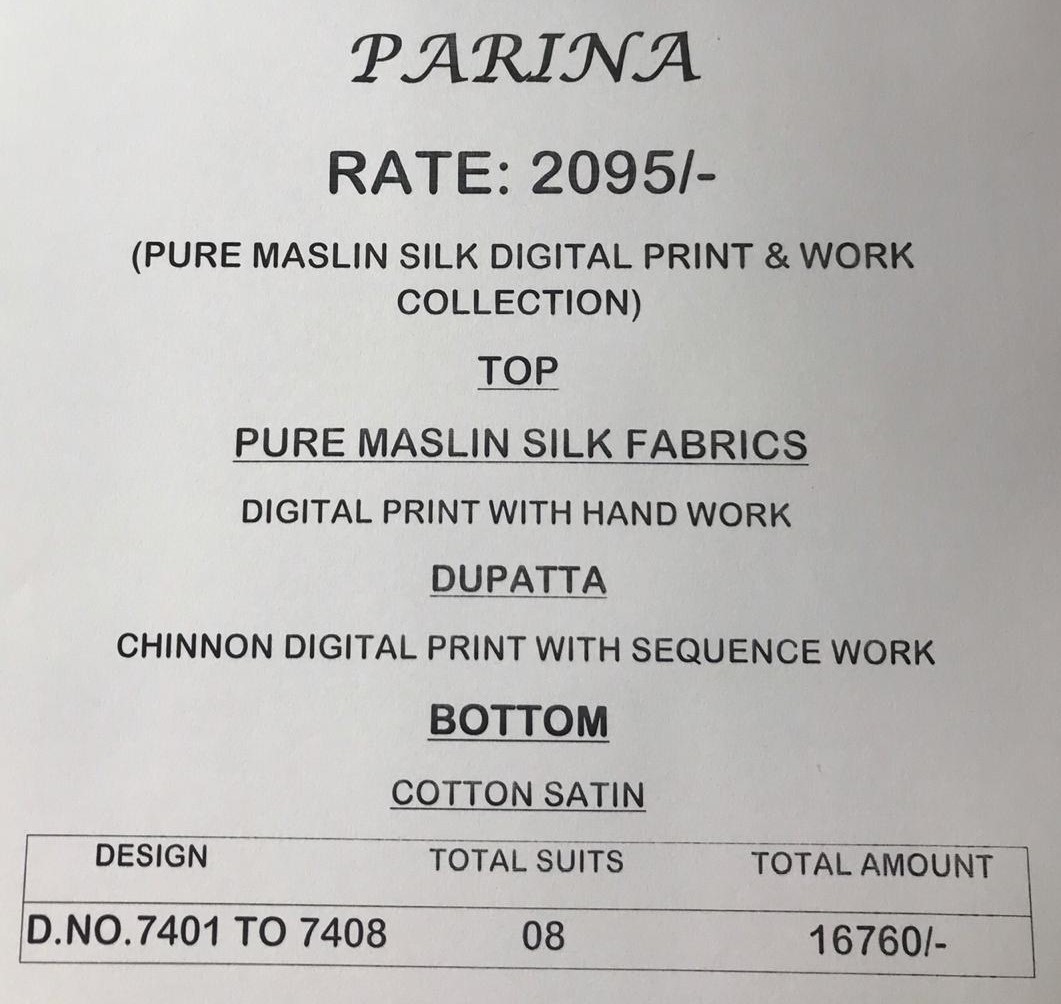 PARINA
RATE: 2095/-
(PURE MASLIN SILK DIGITAL PRINT & WORK
COLLECTION)
TOP
PURE MASLIN SILK FABRICS
DIGITAL PRINT WITH HAND WORK
DUPATTA
CHINNON DIGITAL PRINT WITH SEQUENCE WORK
BOTTOM
COTTON SATIN
DESIGN TOTAL SUITS TOTAL AMOUNT
D.NO.7401 TO 7408 08 16760/-